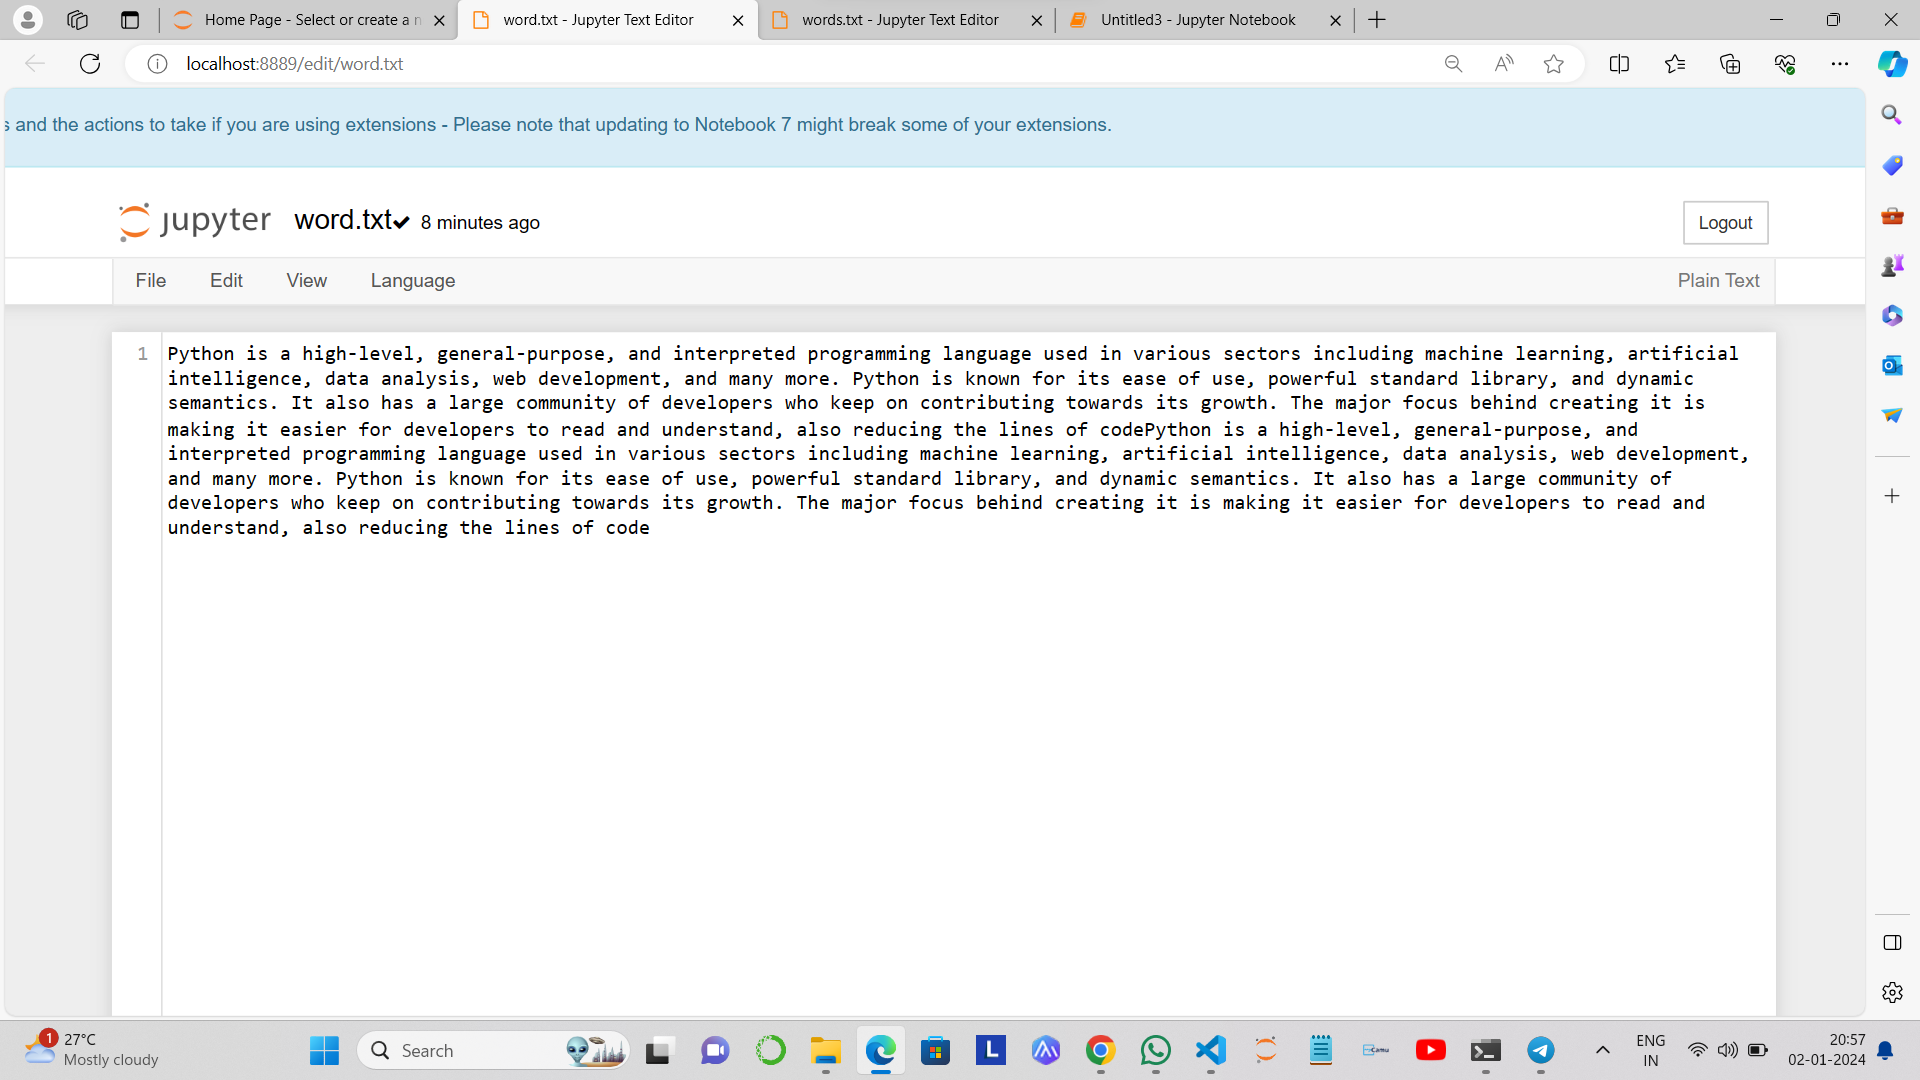 Home Page - Select or create a n
word.txt - Jupyter Text Editor
words.txt - Jupyter Text Editor
Untitled3 - Jupyter Notebook
localhost:8889/edit/word.txt
s and the actions to take if you are using extensions - Please note that updating to Notebook 7 might break some of your extensions.
jupyter word.txt 8 minutes ago
Logout
File Edit View Language Plain Text
1 Python is a high-level, general-purpose, and interpreted programming language used in various sectors including machine learning, artificial
intelligence, data analysis, web development, and many more. Python is known for its ease of use, powerful standard library, and dynamic
semantics. It also has a large community of developers who keep on contributing towards its growth. The major focus behind creating it is
making it easier for developers to read and understand, also reducing the lines of codePython is a high-level, general-purpose, and
interpreted programming language used in various sectors including machine learning, artificial intelligence, data analysis, web development,
and many more. Python is known for its ease of use, powerful standard library, and dynamic semantics. It also has a large community of
developers who keep on contributing towards its growth. The major focus behind creating it is making it easier for developers to read and
understand, also reducing the lines of code
1 27°C
Mostly cloudy
Search
L
Camu
ENG
IN
20:57
02-01-2024